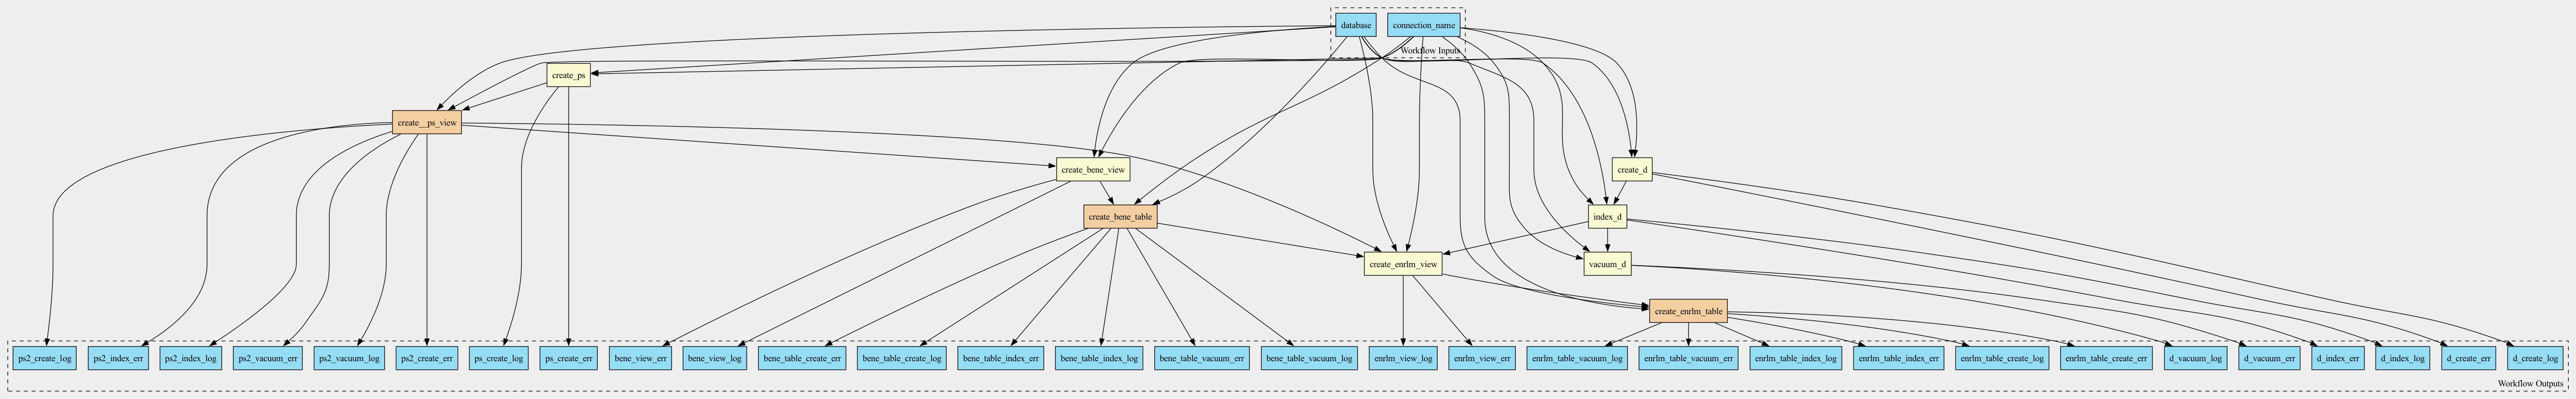 database
connection_name
Workflow Inputs
create_ps
create__ps_view
create_bene_view
create_d
create_bene_table
index_d
create_enrlm_view
vacuum_d
create_enrlm_table
ps2_create_log
ps2_index_err
ps2_index_log
ps2_vacuum_err
ps2_vacuum_log
ps2_create_err
ps_create_log
ps_create_err
bene_view_err
bene_view_log
bene_table_create_err
bene_table_create_log
bene_table_index_err
bene_table_index_log
bene_table_vacuum_err
bene_table_vacuum_log
enrlm_view_log
enrlm_view_err
enrlm_table_vacuum_log
enrlm_table_vacuum_err
enrlm_table_index_log
enrlm_table_index_err
enrlm_table_create_log
enrlm_table_create_err
d_vacuum_log
d_vacuum_err
d_index_err
d_index_log
d_create_err
d_create_log
Workflow Outputs